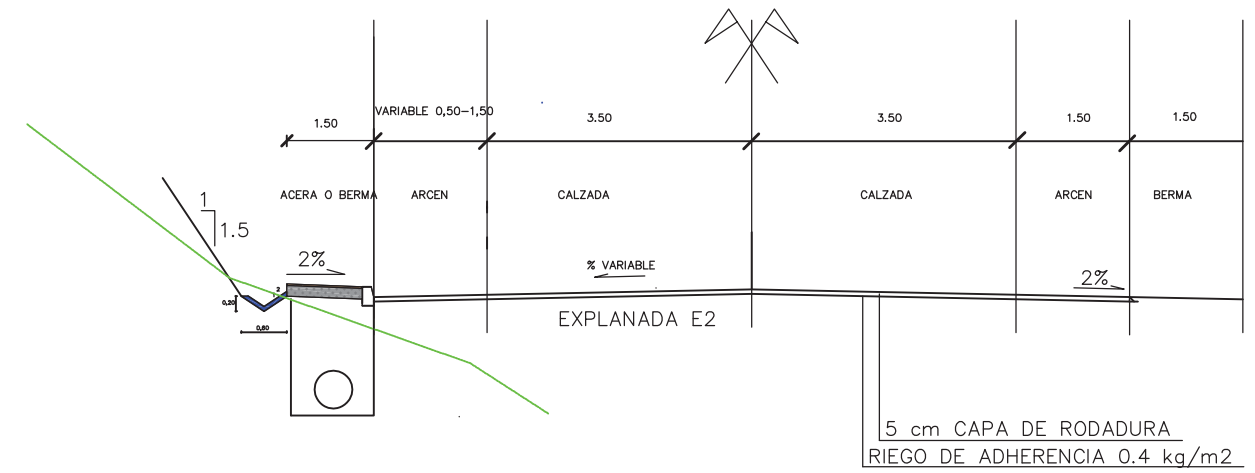 VARIABLE 0,50-1,50
1.50
3.50
3.50
1.50
1.50
ACERA O BERMA
ARCEN
CALZADA
CALZADA
ARCEN
BERMA
1
1.5
2%
% VARIABLE
2%
2
0,20
0,80
EXPLANADA E2
5 cm CAPA DE RODADURA
RIEGO DE ADHERENCIA 0.4 kg/m2